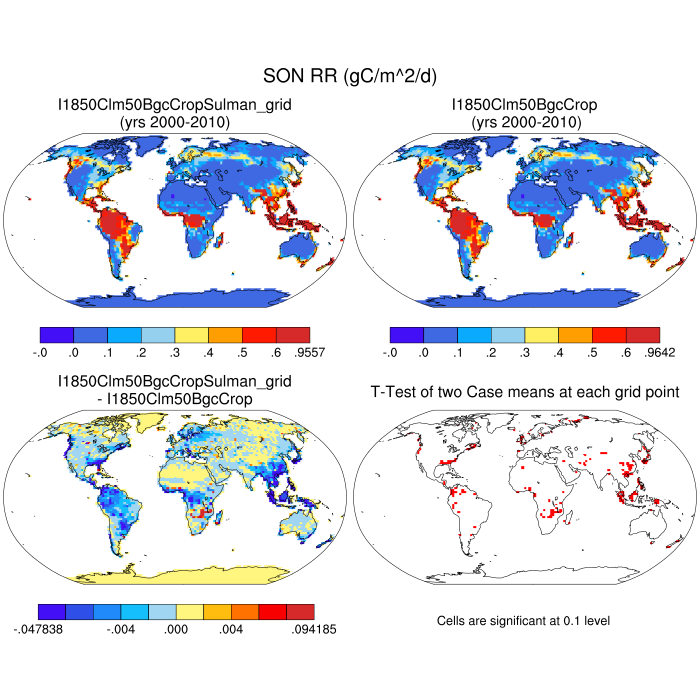 SON RR (gC/m^2/d)
I1850Clm50BgcCropSulman_grid
(yrs 2000-2010)
I1850Clm50BgcCrop
(yrs 2000-2010)
-.0 .0 .1 .2 .3 .4 .5 .6 .9557
-.0 .0 .1 .2 .3 .4 .5 .6 .9642
I1850Clm50BgcCropSulman_grid
- I1850Clm50BgcCrop
T-Test of two Case means at each grid point
-.047838 -.004 .000 .004 .094185
Cells are significant at 0.1 level